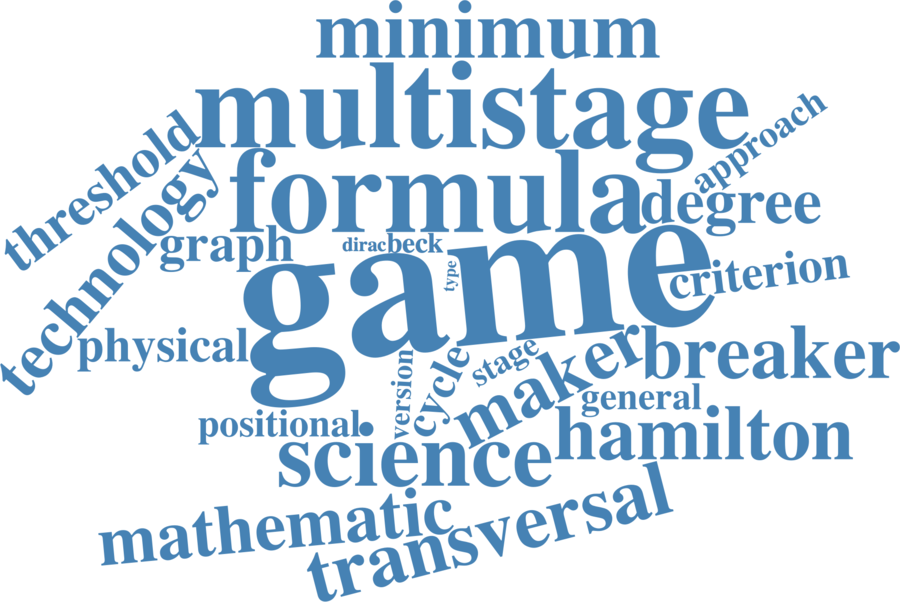 minimum
multistage
approach
threshold
technology
formula
degree
graph
dirac
beck
game
type
criterion
physical
version
cycle
stage
maker
breaker
general
positional
science
hamilton
mathematic
transversal